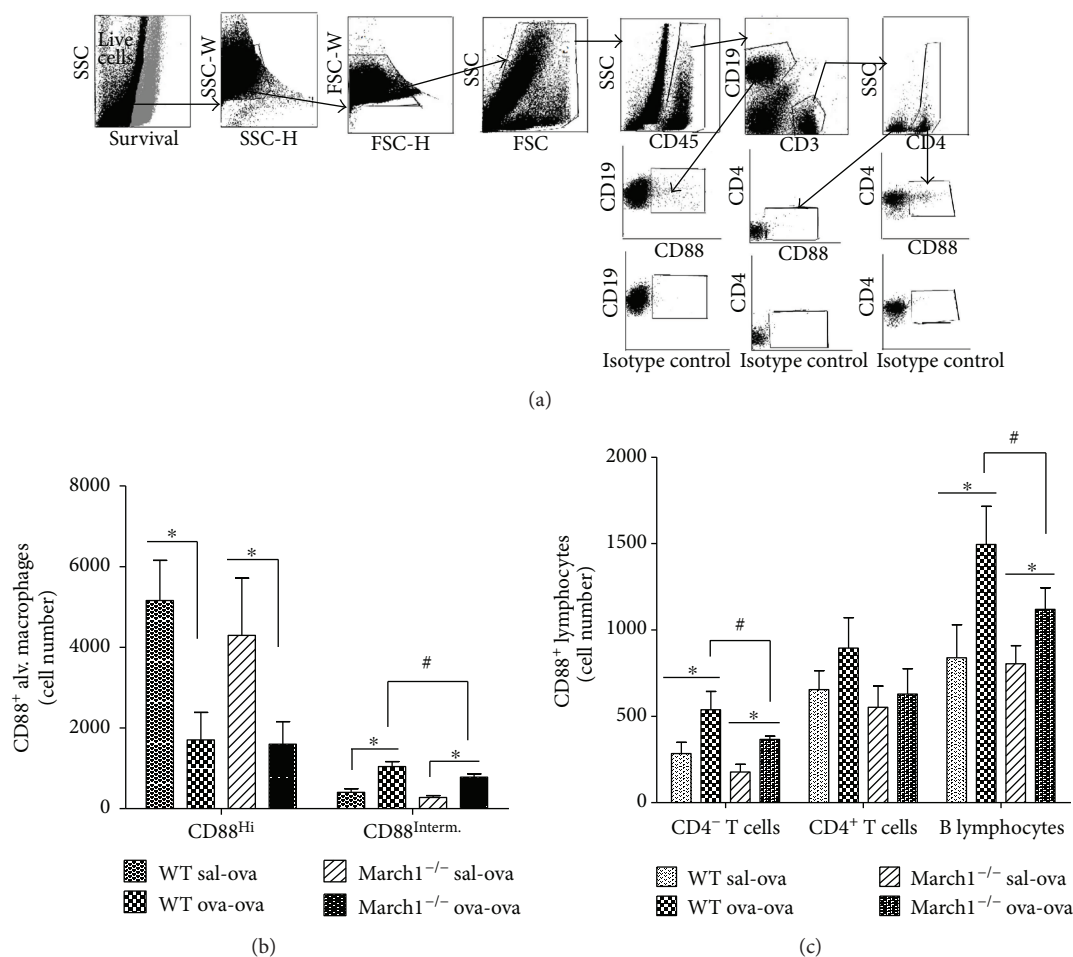 SSC
Live
cells
Survival
SSC-W
SSC-H
FSC-W
FSC-H
SSC
FSC
SSC
CD45
CD19
CD3
SSC
CD4
CD19
CD88
CD4
CD88
CD4
CD88
CD19
Isotype control
CD4
Isotype control
CD4
Isotype control
(a)
CD88⁺ alv. macrophages
(cell number)
8000
6000
4000
2000
0
*
*
*
#
*
CD88ᴴⁱ
CD88ᴵⁿᵗᵉʳᵐ·
WT sal-ova
March1⁻/⁻ sal-ova
WT ova-ova
March1⁻/⁻ ova-ova
(b)
CD88⁺ lymphocytes
(cell number)
2000
1500
1000
500
0
*
#
*
*
#
*
CD4⁻ T cells
CD4⁺ T cells
B lymphocytes
WT sal-ova
March1⁻/⁻ sal-ova
WT ova-ova
March1⁻/⁻ ova-ova
(c)